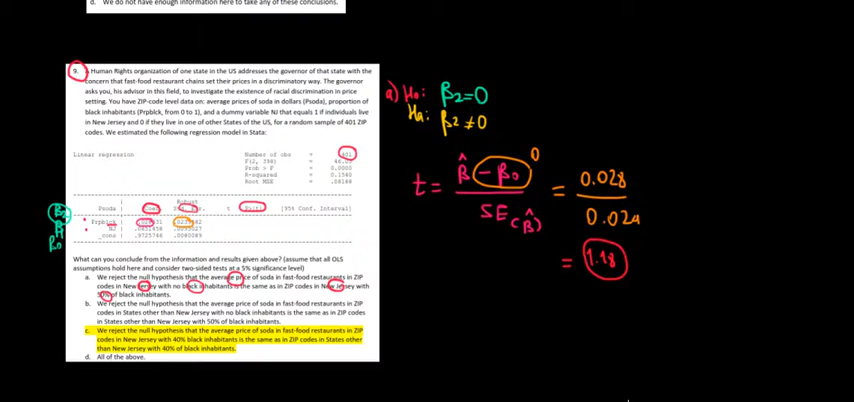 d. We do not have enough information here to take any of these conclusions.
9. A Human Rights organization of one state in the US addresses the governor of that state with the
concern that fast-food restaurant chains set their prices in a discriminatory way. The governor
asks you, his advisor in this field, to investigate the existence of racial discrimination in price
setting. You have ZIP-code level data on: average prices of soda in dollars (Psoda), proportion of
black inhabitants (Prpblck, from 0 to 1), and a dummy variable NJ that equals 1 if individuals live
in New Jersey and 0 if they live in one of other States of the US, for a random sample of 401 ZIP
codes. We estimated the following regression model in Stata:
Linear regression Number of obs = 401
F(2, 398) =
Prob > F = 0.0000
R-squared = 0.1540
Root MSE = .08188
Robust
Psoda t [95% Conf. Interval]
Prpblck
NJ
_cons .9725766 .0080089
β0
What can you conclude from the information and results given above? (assume that all OLS
assumptions hold here and consider two-sided tests at a 5% significance level)
a. We reject the null hypothesis that the average price of soda in fast-food restaurants in ZIP
codes in New Jersey with no black inhabitants is the same as in ZIP codes in New Jersey with
50% of black inhabitants.
b. We reject the null hypothesis that the average price of soda in fast-food restaurants in ZIP
codes in States other than New Jersey with no black inhabitants is the same as in ZIP codes
in States other than New Jersey with 50% of black inhabitants.
c. We reject the null hypothesis that the average price of soda in fast-food restaurants in ZIP
codes in New Jersey with 40% black inhabitants is the same as in ZIP codes in States other
than New Jersey with 40% of black inhabitants.
d. All of the above.
a) H0: β2=0
Ha: β2≠0
t = β̂ - β0 0 / SE(β̂) = 0.028 / 0.024
= 1.18